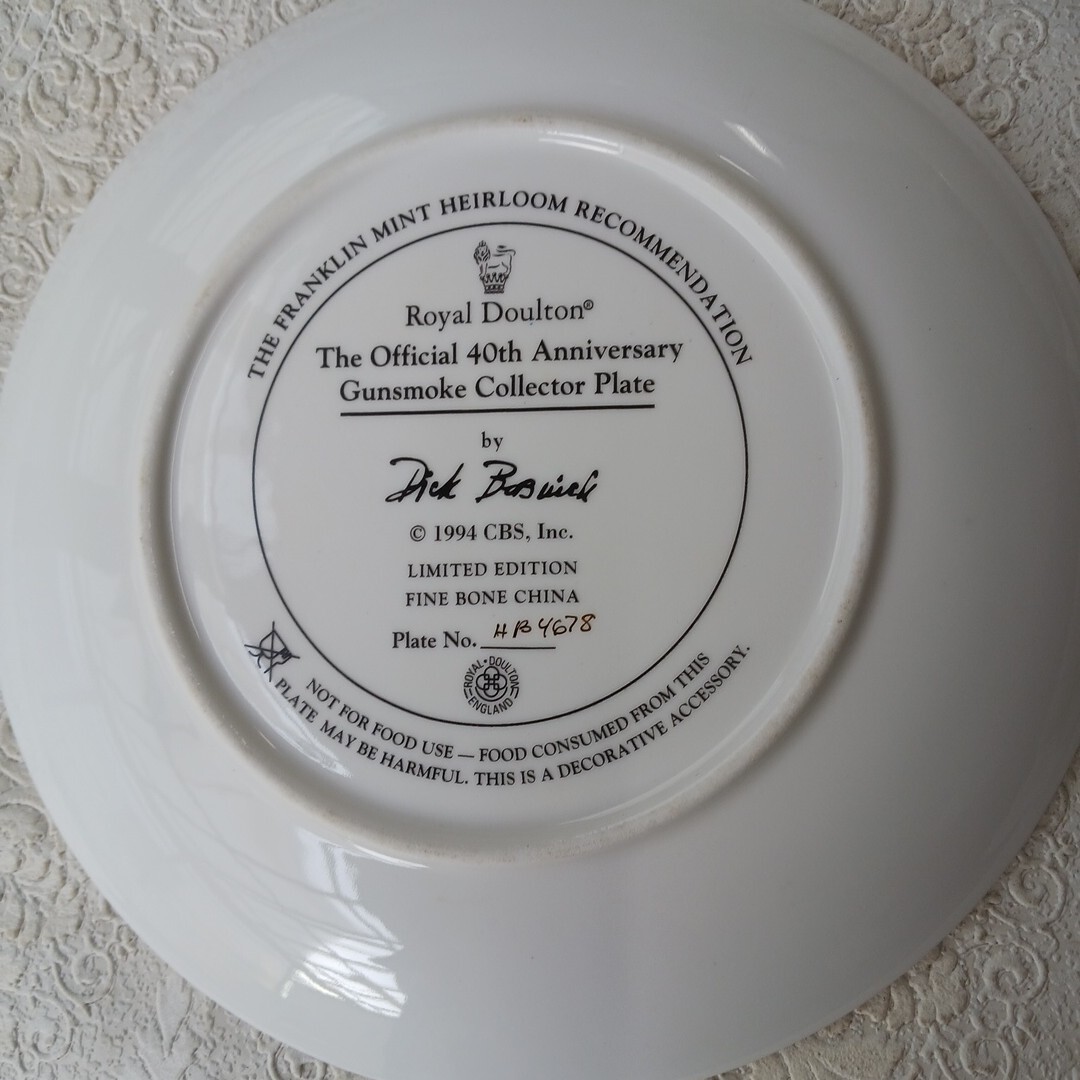 THE FRANKLIN MINT HEIRLOOM RECOMMENDATION
Royal Doulton®
The Official 40th Anniversary
Gunsmoke Collector Plate
by
Dick Bobnick
© 1994 CBS, Inc.
LIMITED EDITION
FINE BONE CHINA
Plate No. HB4678
ROYAL · DOULTON
ENGLAND
NOT FOR FOOD USE — FOOD CONSUMED FROM THIS
PLATE MAY BE HARMFUL. THIS IS A DECORATIVE ACCESSORY.